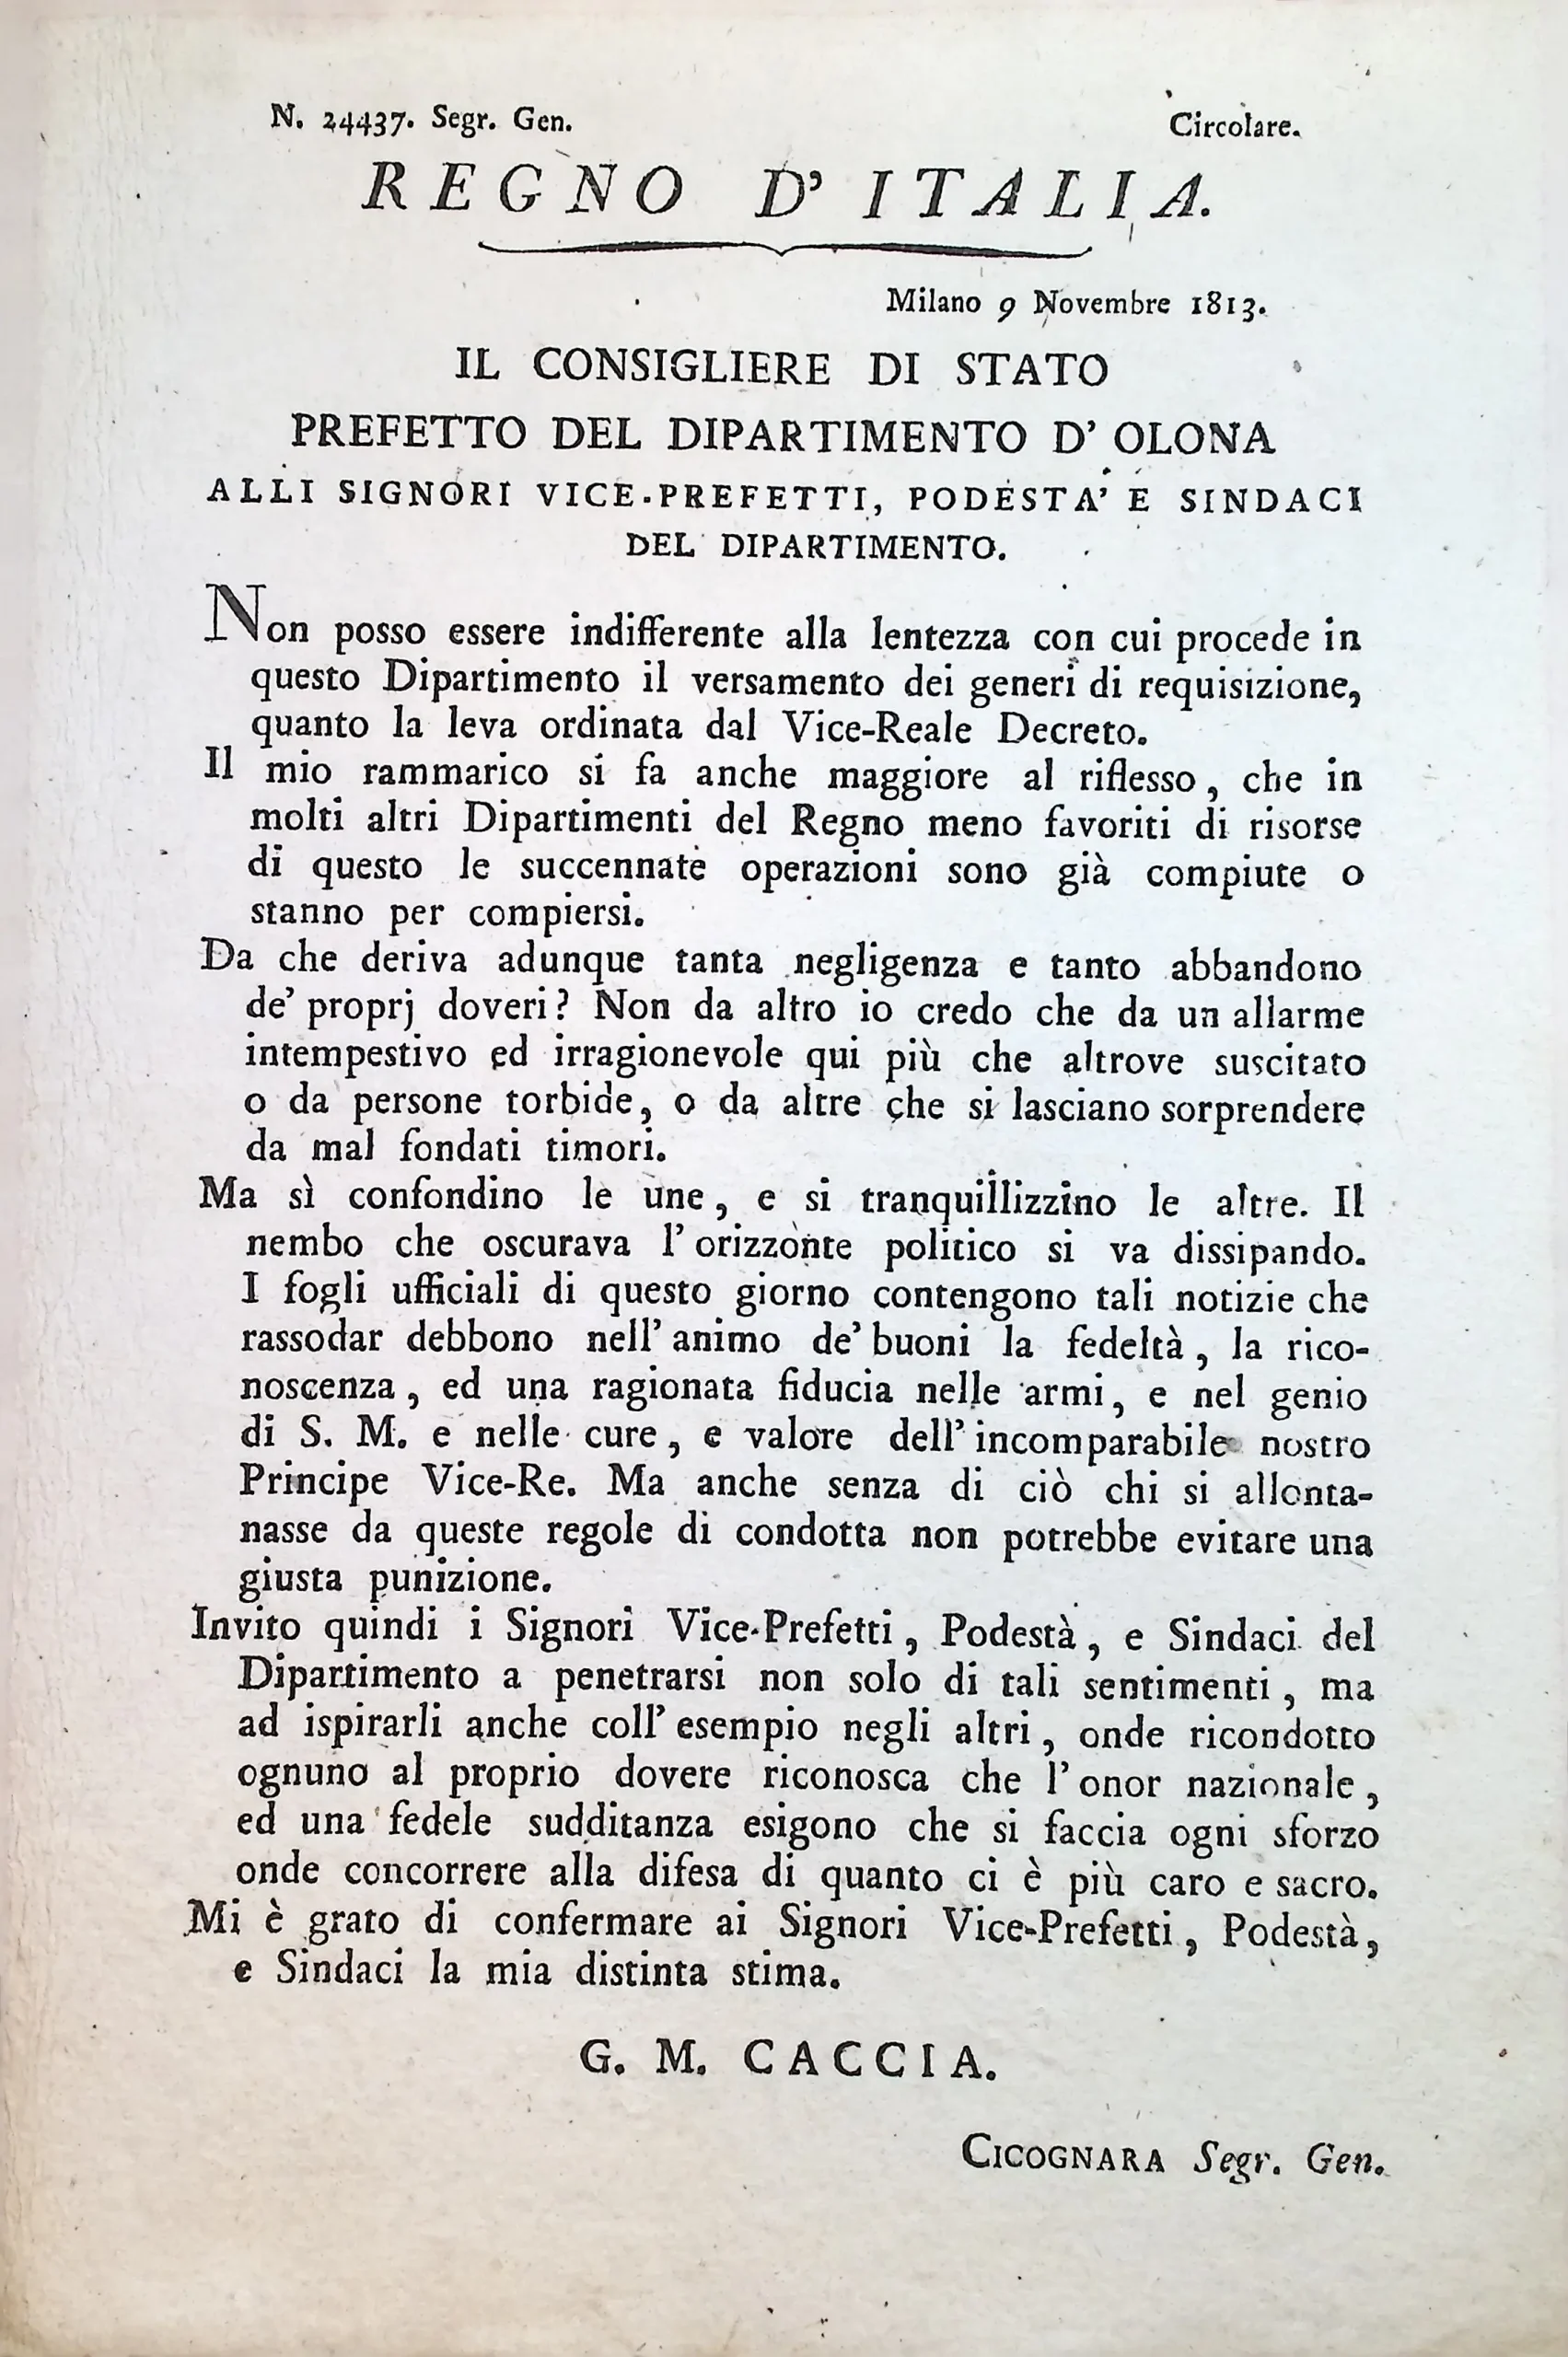 N. 24437. Segr. Gen. Circolare.
REGNO D' ITALIA.
Milano 9 Novembre 1813.
IL CONSIGLIERE DI STATO
PREFETTO DEL DIPARTIMENTO D' OLONA
ALLI SIGNORI VICE-PREFETTI, PODESTA' E SINDACI
DEL DIPARTIMENTO.
Non posso essere indifferente alla lentezza con cui procede in
questo Dipartimento il versamento dei generi di requisizione,
quanto la leva ordinata dal Vice-Reale Decreto.
Il mio rammarico si fa anche maggiore al riflesso, che in
molti altri Dipartimenti del Regno meno favoriti di risorse
di questo le succennate operazioni sono già compiute o
stanno per compiersi.
Da che deriva adunque tanta negligenza e tanto abbandono
de' proprj doveri? Non da altro io credo che da un allarme
intempestivo ed irragionevole qui più che altrove suscitato
o da persone torbide, o da altre che si lasciano sorprendere
da mal fondati timori.
Ma sì confondino le une, e si tranquillizzino le altre. Il
nembo che oscurava l' orizzonte politico si va dissipando.
I fogli ufficiali di questo giorno contengono tali notizie che
rassodar debbono nell' animo de' buoni la fedeltà, la rico-
noscenza, ed una ragionata fiducia nelle armi, e nel genio
di S. M. e nelle cure, e valore dell' incomparabile nostro
Principe Vice-Re. Ma anche senza di ciò chi si allonta-
nasse da queste regole di condotta non potrebbe evitare una
giusta punizione.
Invito quindi i Signori Vice-Prefetti, Podestà, e Sindaci del
Dipartimento a penetrarsi non solo di tali sentimenti, ma
ad ispirarli anche coll' esempio negli altri, onde ricondotto
ognuno al proprio dovere riconosca che l' onor nazionale,
ed una fedele sudditanza esigono che si faccia ogni sforzo
onde concorrere alla difesa di quanto ci è più caro e sacro.
Mi è grato di confermare ai Signori Vice-Prefetti, Podestà,
e Sindaci la mia distinta stima.
G. M. CACCIA.
CICOGNARA Segr. Gen.